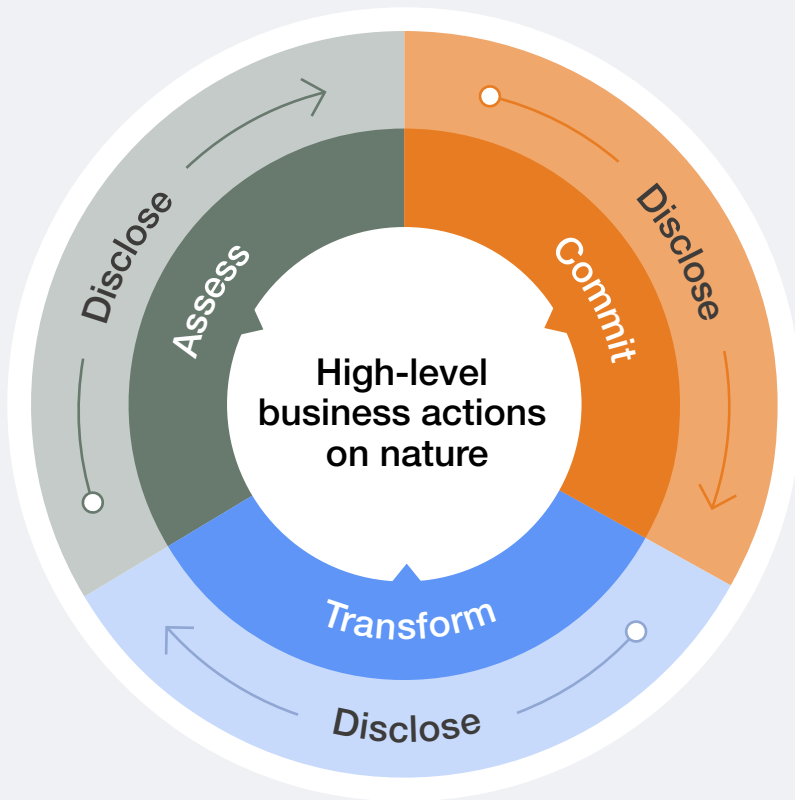 Disclose
Assess
Disclose
Commit
High-level
business actions
on nature
Transform
Disclose